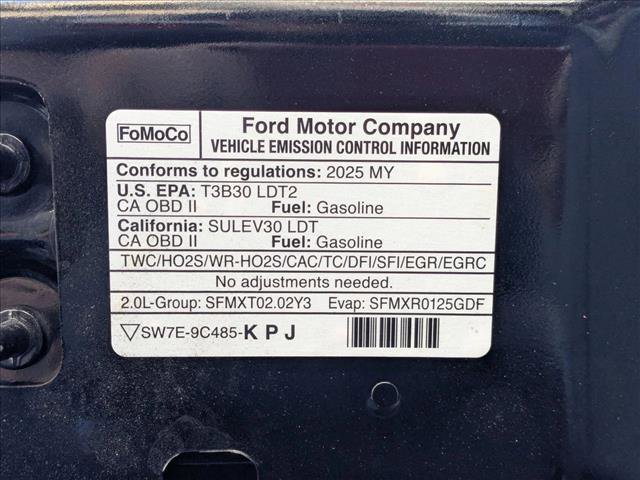 FoMoCo
Ford Motor Company
VEHICLE EMISSION CONTROL INFORMATION
Conforms to regulations: 2025 MY
U.S. EPA: T3B30 LDT2
CA OBD II Fuel: Gasoline
California: SULEV30 LDT
CA OBD II Fuel: Gasoline
TWC/HO2S/WR-HO2S/CAC/TC/DFI/SFI/EGR/EGRC
No adjustments needed.
2.0L-Group: SFMXT02.02Y3 Evap: SFMXR0125GDF
▽SW7E-9C485-K P J